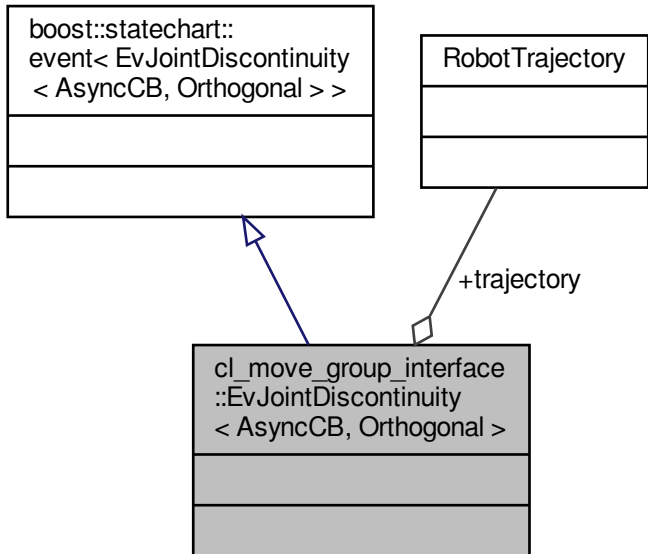 boost::statechart::
event< EvJointDiscontinuity
< AsyncCB, Orthogonal > >
RobotTrajectory
+trajectory
cl_move_group_interface
::EvJointDiscontinuity
< AsyncCB, Orthogonal >